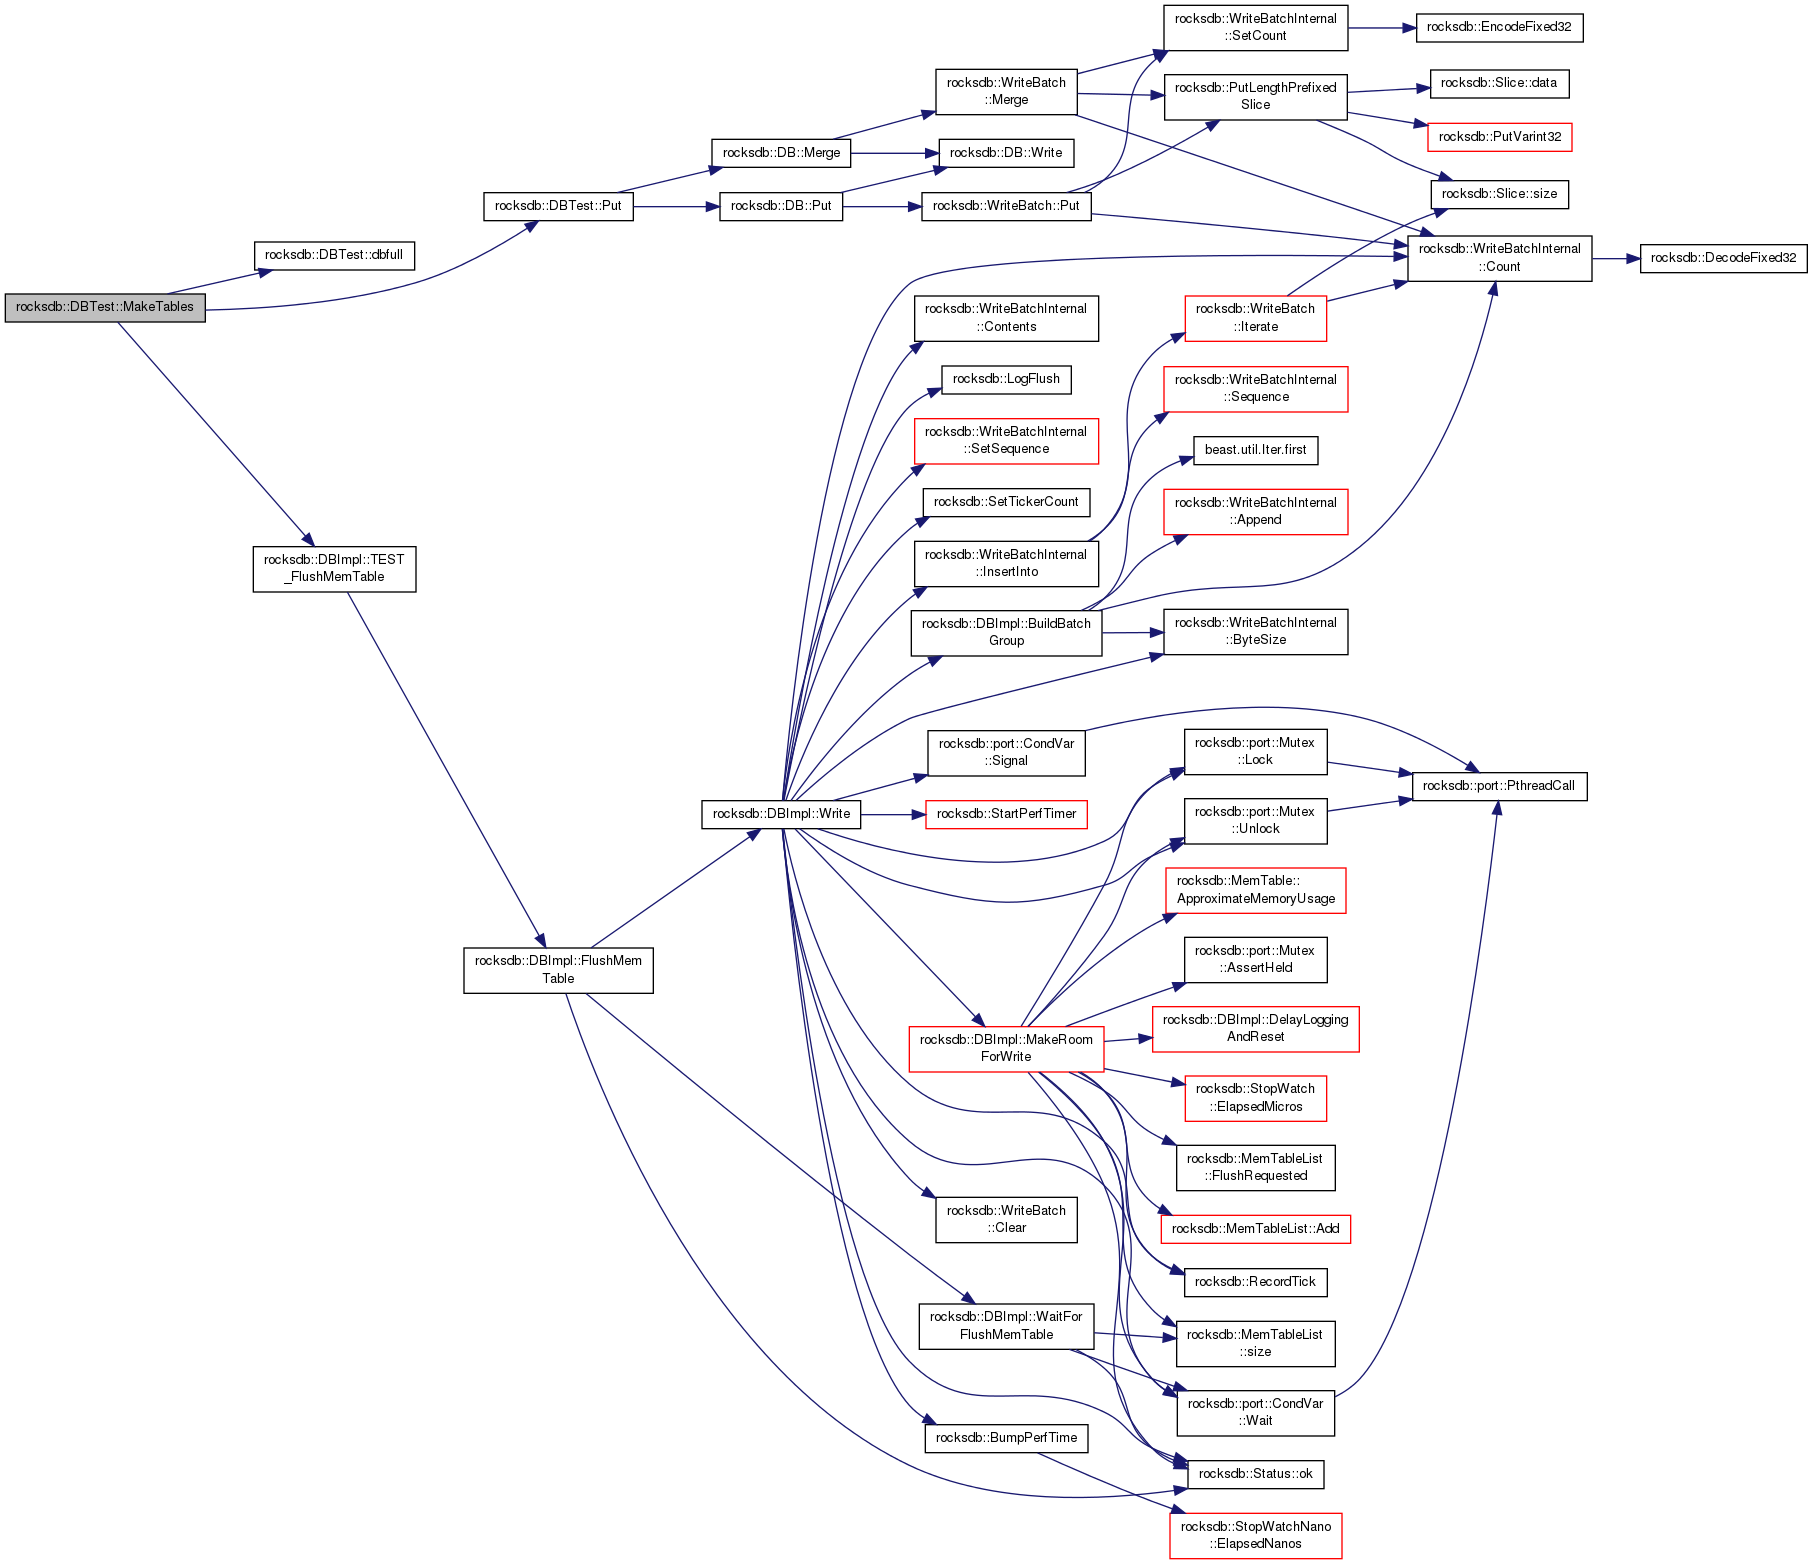 rocksdb::DBTest::MakeTables
rocksdb::DBTest::dbfull
rocksdb::DBTest::Put
rocksdb::DBImpl::TEST
_FlushMemTable
rocksdb::DB::Merge
rocksdb::DB::Put
rocksdb::DBImpl::FlushMem
Table
rocksdb::WriteBatch
::Merge
rocksdb::DB::Write
rocksdb::WriteBatch::Put
rocksdb::DBImpl::Write
rocksdb::WriteBatchInternal
::Contents
rocksdb::LogFlush
rocksdb::WriteBatchInternal
::SetSequence
rocksdb::SetTickerCount
rocksdb::WriteBatchInternal
::InsertInto
rocksdb::DBImpl::BuildBatch
Group
rocksdb::port::CondVar
::Signal
rocksdb::StartPerfTimer
rocksdb::DBImpl::MakeRoom
ForWrite
rocksdb::WriteBatch
::Clear
rocksdb::DBImpl::WaitFor
FlushMemTable
rocksdb::BumpPerfTime
rocksdb::WriteBatchInternal
::SetCount
rocksdb::PutLengthPrefixed
Slice
rocksdb::WriteBatch
::Iterate
rocksdb::WriteBatchInternal
::Sequence
beast.util.Iter.first
rocksdb::WriteBatchInternal
::Append
rocksdb::WriteBatchInternal
::ByteSize
rocksdb::port::Mutex
::Lock
rocksdb::port::Mutex
::Unlock
rocksdb::MemTable::
ApproximateMemoryUsage
rocksdb::port::Mutex
::AssertHeld
rocksdb::DBImpl::DelayLogging
AndReset
rocksdb::StopWatch
::ElapsedMicros
rocksdb::MemTableList
::FlushRequested
rocksdb::MemTableList::Add
rocksdb::RecordTick
rocksdb::MemTableList
::size
rocksdb::port::CondVar
::Wait
rocksdb::Status::ok
rocksdb::StopWatchNano
::ElapsedNanos
rocksdb::EncodeFixed32
rocksdb::Slice::data
rocksdb::PutVarint32
rocksdb::Slice::size
rocksdb::WriteBatchInternal
::Count
rocksdb::port::PthreadCall
rocksdb::DecodeFixed32